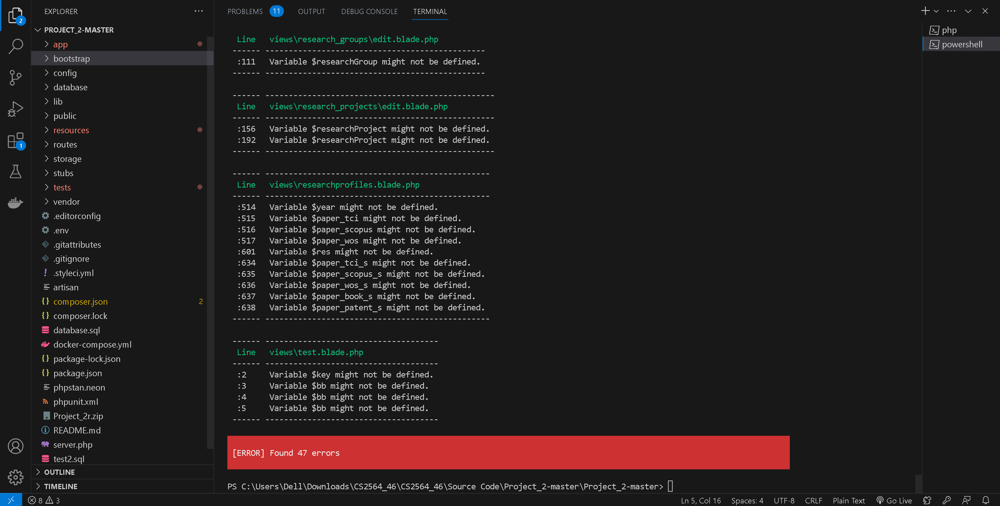 EXPLORER
PROJECT_2-MASTER
app
bootstrap
config
database
lib
public
resources
routes
storage
stubs
tests
vendor
.editorconfig
.env
.gitattributes
.gitignore
.styleci.yml
artisan
composer.json 2
composer.lock
database.sql
docker-compose.yml
package-lock.json
package.json
phpstan.neon
phpunit.xml
Project_2r.zip
README.md
server.php
test2.sql
OUTLINE
TIMELINE
2
1
PROBLEMS 11 OUTPUT DEBUG CONSOLE TERMINAL
Line views\research_groups\edit.blade.php
------ -----------------------------------------------
:111 Variable $researchGroup might not be defined.
------ -----------------------------------------------
------ -------------------------------------------------
Line views\research_projects\edit.blade.php
------ -------------------------------------------------
:156 Variable $researchProject might not be defined.
:192 Variable $researchProject might not be defined.
------ -------------------------------------------------
------ ------------------------------------------------
Line views\researchprofiles.blade.php
------ ------------------------------------------------
:514 Variable $year might not be defined.
:515 Variable $paper_tci might not be defined.
:516 Variable $paper_scopus might not be defined.
:517 Variable $paper_wos might not be defined.
:601 Variable $res might not be defined.
:634 Variable $paper_tci_s might not be defined.
:635 Variable $paper_scopus_s might not be defined.
:636 Variable $paper_wos_s might not be defined.
:637 Variable $paper_book_s might not be defined.
:638 Variable $paper_patent_s might not be defined.
------ ------------------------------------------------
------ -------------------------------------
Line views\test.blade.php
------ -------------------------------------
:2 Variable $key might not be defined.
:3 Variable $bb might not be defined.
:4 Variable $bb might not be defined.
:5 Variable $bb might not be defined.
------ -------------------------------------
[ERROR] Found 47 errors
PS C:\Users\Dell\Downloads\CS2564_46\CS2564_46\Source Code\Project_2-master\Project_2-master>
php
powershell
8 3 Ln 5, Col 16 Spaces: 4 UTF-8 CRLF Plain Text Go Live